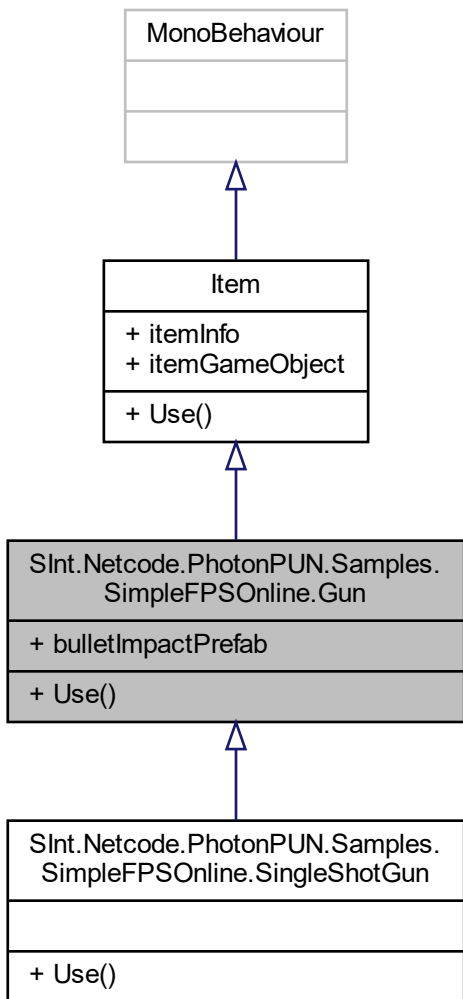 MonoBehaviour
Item
+ itemInfo
+ itemGameObject
+ Use()
SInt.Netcode.PhotonPUN.Samples.
SimpleFPSOnline.Gun
+ bulletImpactPrefab
+ Use()
SInt.Netcode.PhotonPUN.Samples.
SimpleFPSOnline.SingleShotGun
+ Use()